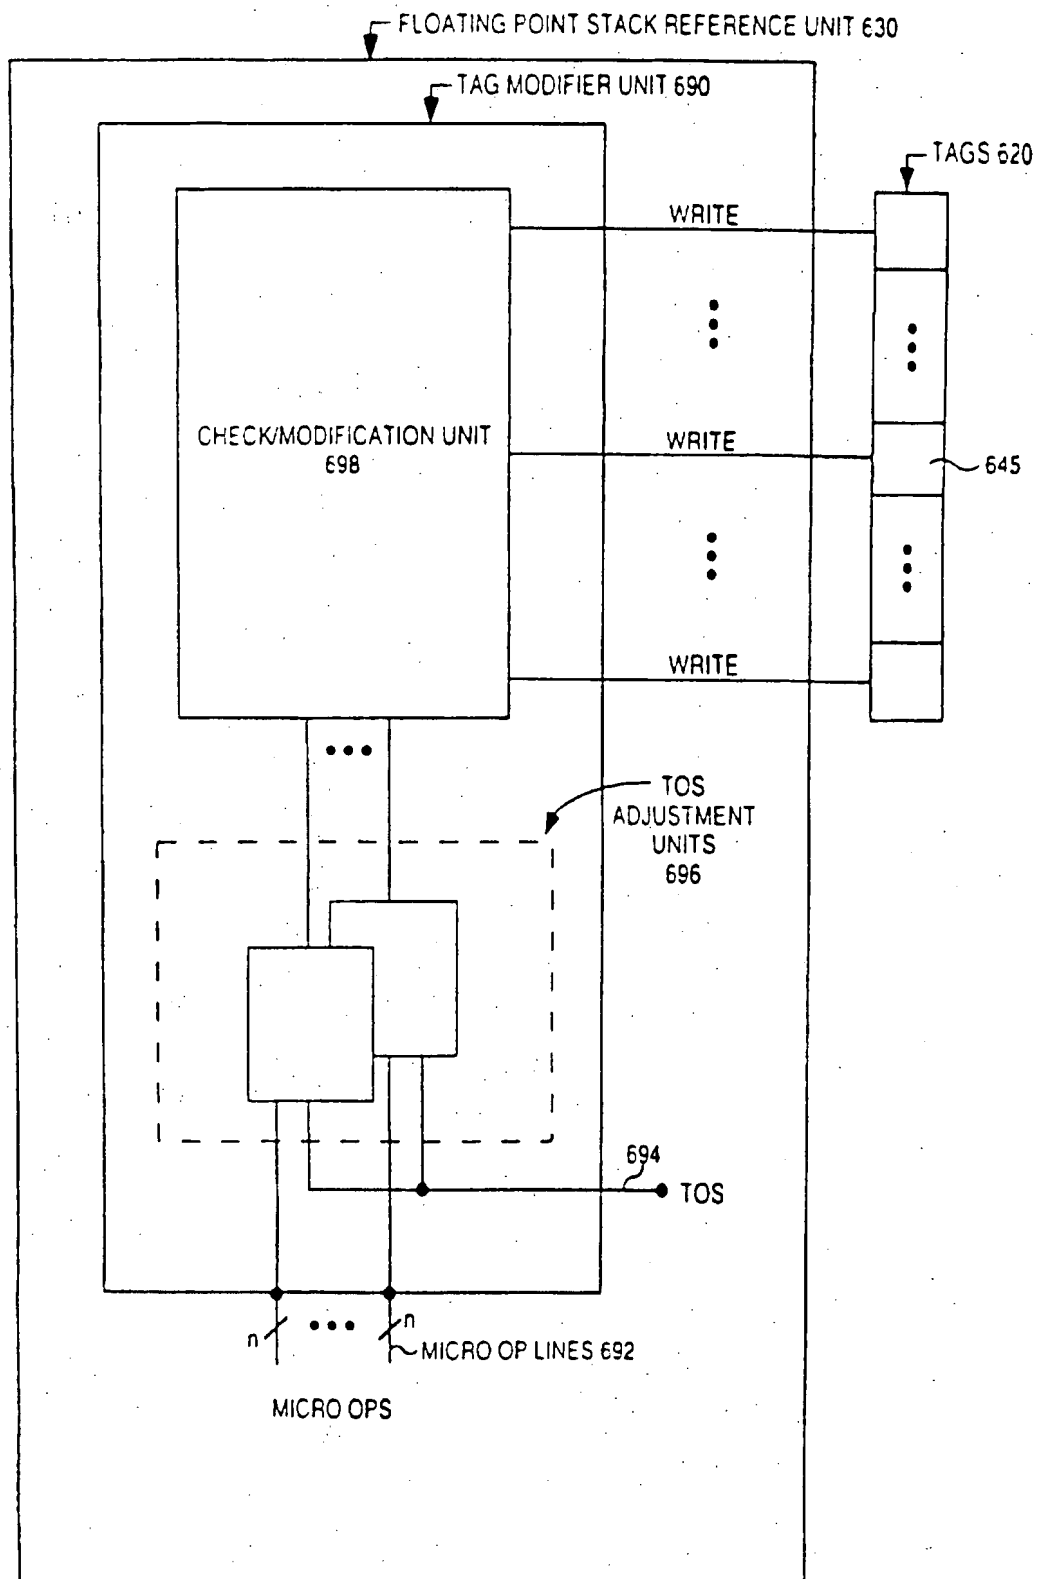 FLOATING POINT STACK REFERENCE UNIT 630
TAG MODIFIER UNIT 690
TAGS 620
WRITE
CHECK/MODIFICATION UNIT
698
WRITE
645
WRITE
TOS
ADJUSTMENT
UNITS
696
694
TOS
n
n
MICRO OP LINES 692
MICRO OPS